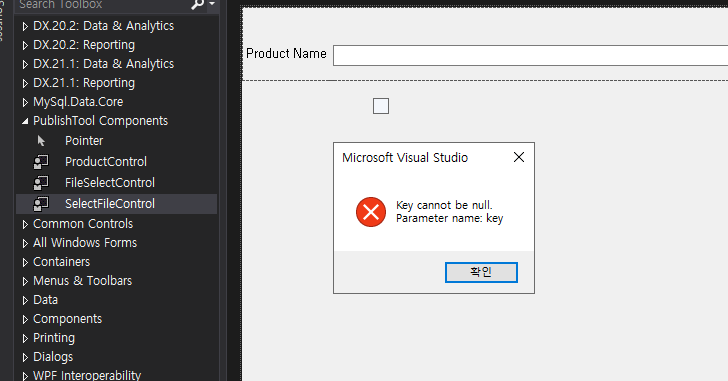 Search Toolbox
DX.20.2: Data & Analytics
DX.20.2: Reporting
DX.21.1: Data & Analytics
DX.21.1: Reporting
MySql.Data.Core
PublishTool Components
Pointer
ProductControl
FileSelectControl
SelectFileControl
Common Controls
All Windows Forms
Containers
Menus & Toolbars
Data
Components
Printing
Dialogs
WPF Interoperability
Product Name
Microsoft Visual Studio
Key cannot be null.
Parameter name: key
확인